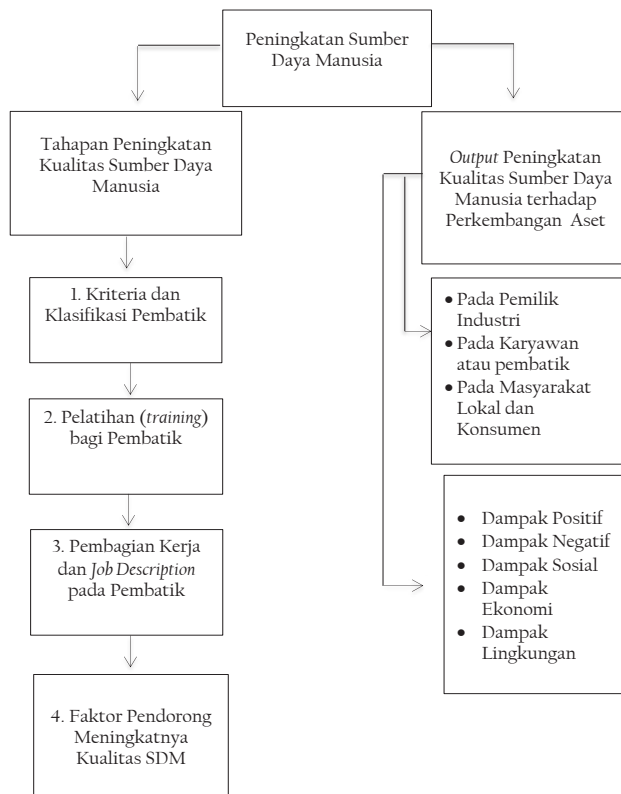 Peningkatan Sumber
Daya Manusia
Tahapan Peningkatan
Kualitas Sumber Daya
Manusia
1. Kriteria dan
Klasifikasi Pembatik
2. Pelatihan (training)
bagi Pembatik
3. Pembagian Kerja
dan Job Description
pada Pembatik
4. Faktor Pendorong
Meningkatnya
Kualitas SDM
Output Peningkatan
Kualitas Sumber Daya
Manusia terhadap
Perkembangan Aset
• Pada Pemilik
Industri
• Pada Karyawan
atau pembatik
• Pada Masyarakat
Lokal dan
Konsumen
• Dampak Positif
• Dampak Negatif
• Dampak Sosial
• Dampak
Ekonomi
• Dampak
Lingkungan